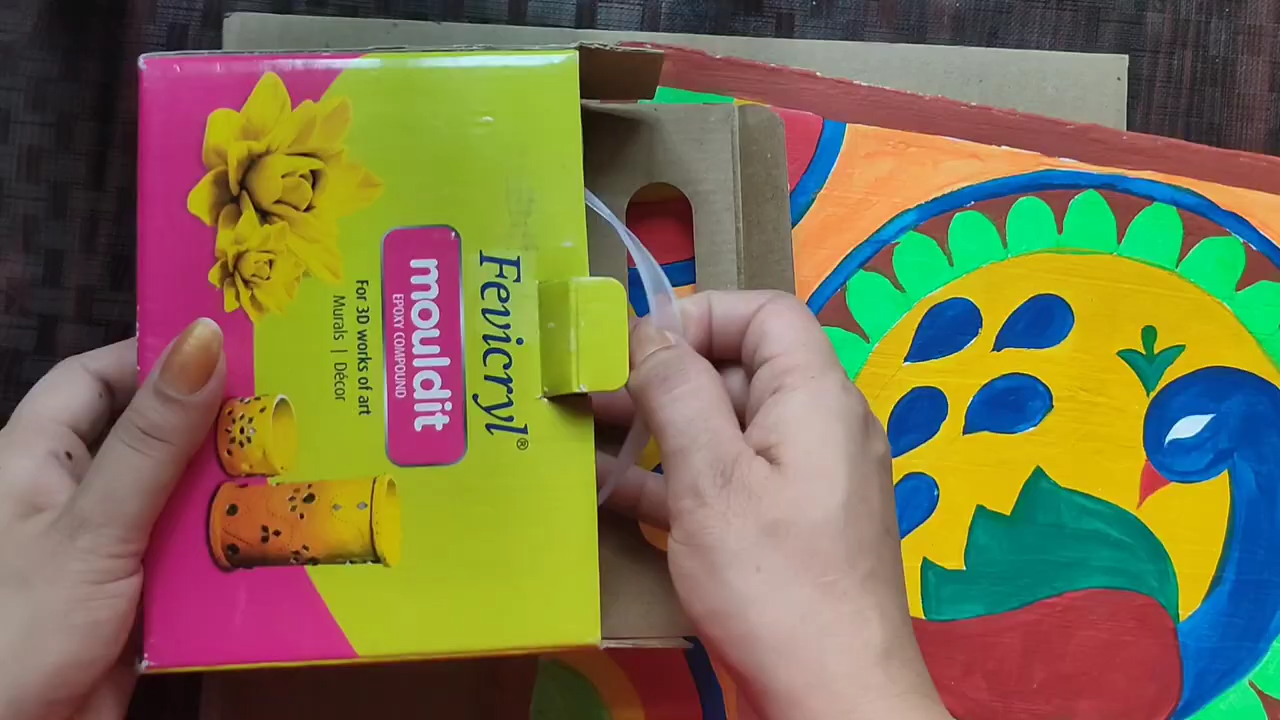 Fevicryl®
mouldit
EPOXY COMPOUND
For 3D works of art
Murals | Décor